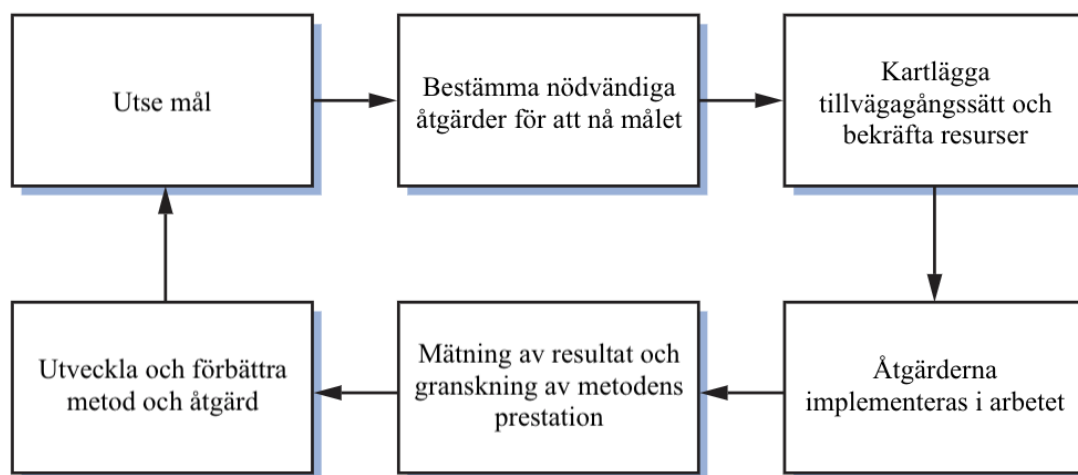 Utse mål
Bestämma nödvändiga
åtgärder för att nå målet
Kartlägga
tillvägagångssätt och
bekräfta resurser
Åtgärderna
implementeras i arbetet
Mätning av resultat och
granskning av metodens
prestation
Utveckla och förbättra
metod och åtgärd